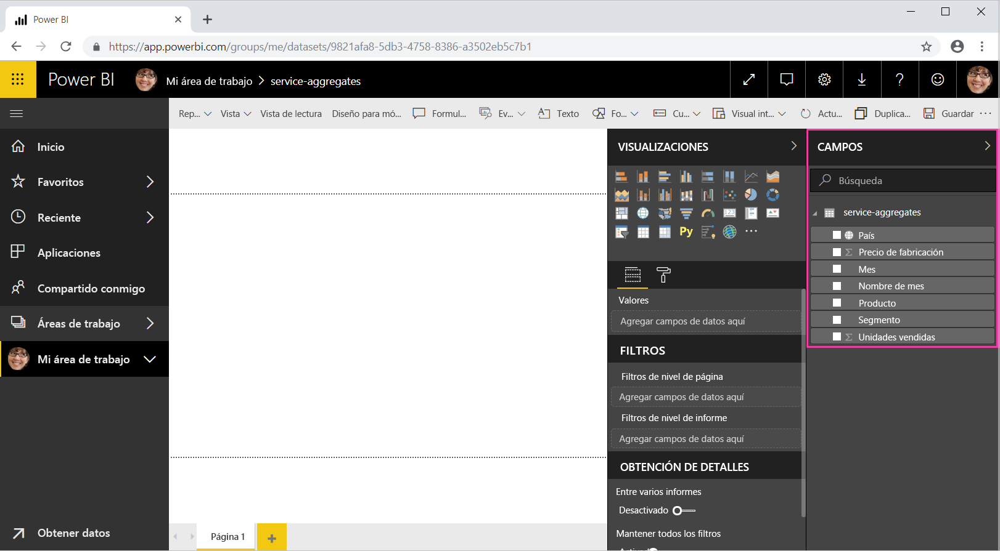 Power BI
https://app.powerbi.com/groups/me/datasets/9821afa8-5db3-4758-8386-a3502eb5c7b1
Power BI
Mi área de trabajo
service-aggregates
?
Rep...
Vista
Vista de lectura
Diseño para mó...
Formul...
Ev...
Texto
Fo...
Cu...
Visual int...
Actu...
Duplica...
Guardar
Inicio
Favoritos
Reciente
Aplicaciones
Compartido conmigo
Áreas de trabajo
Mi área de trabajo
Obtener datos
Página 1
VISUALIZACIONES
123
Py
Valores
Agregar campos de datos aquí
FILTROS
Filtros de nivel de página
Agregar campos de datos aquí
Filtros de nivel de informe
Agregar campos de datos aquí
OBTENCIÓN DE DETALLES
Entre varios informes
Desactivado
Mantener todos los filtros
CAMPOS
Búsqueda
service-aggregates
País
Σ Precio de fabricación
Mes
Nombre de mes
Producto
Segmento
Σ Unidades vendidas